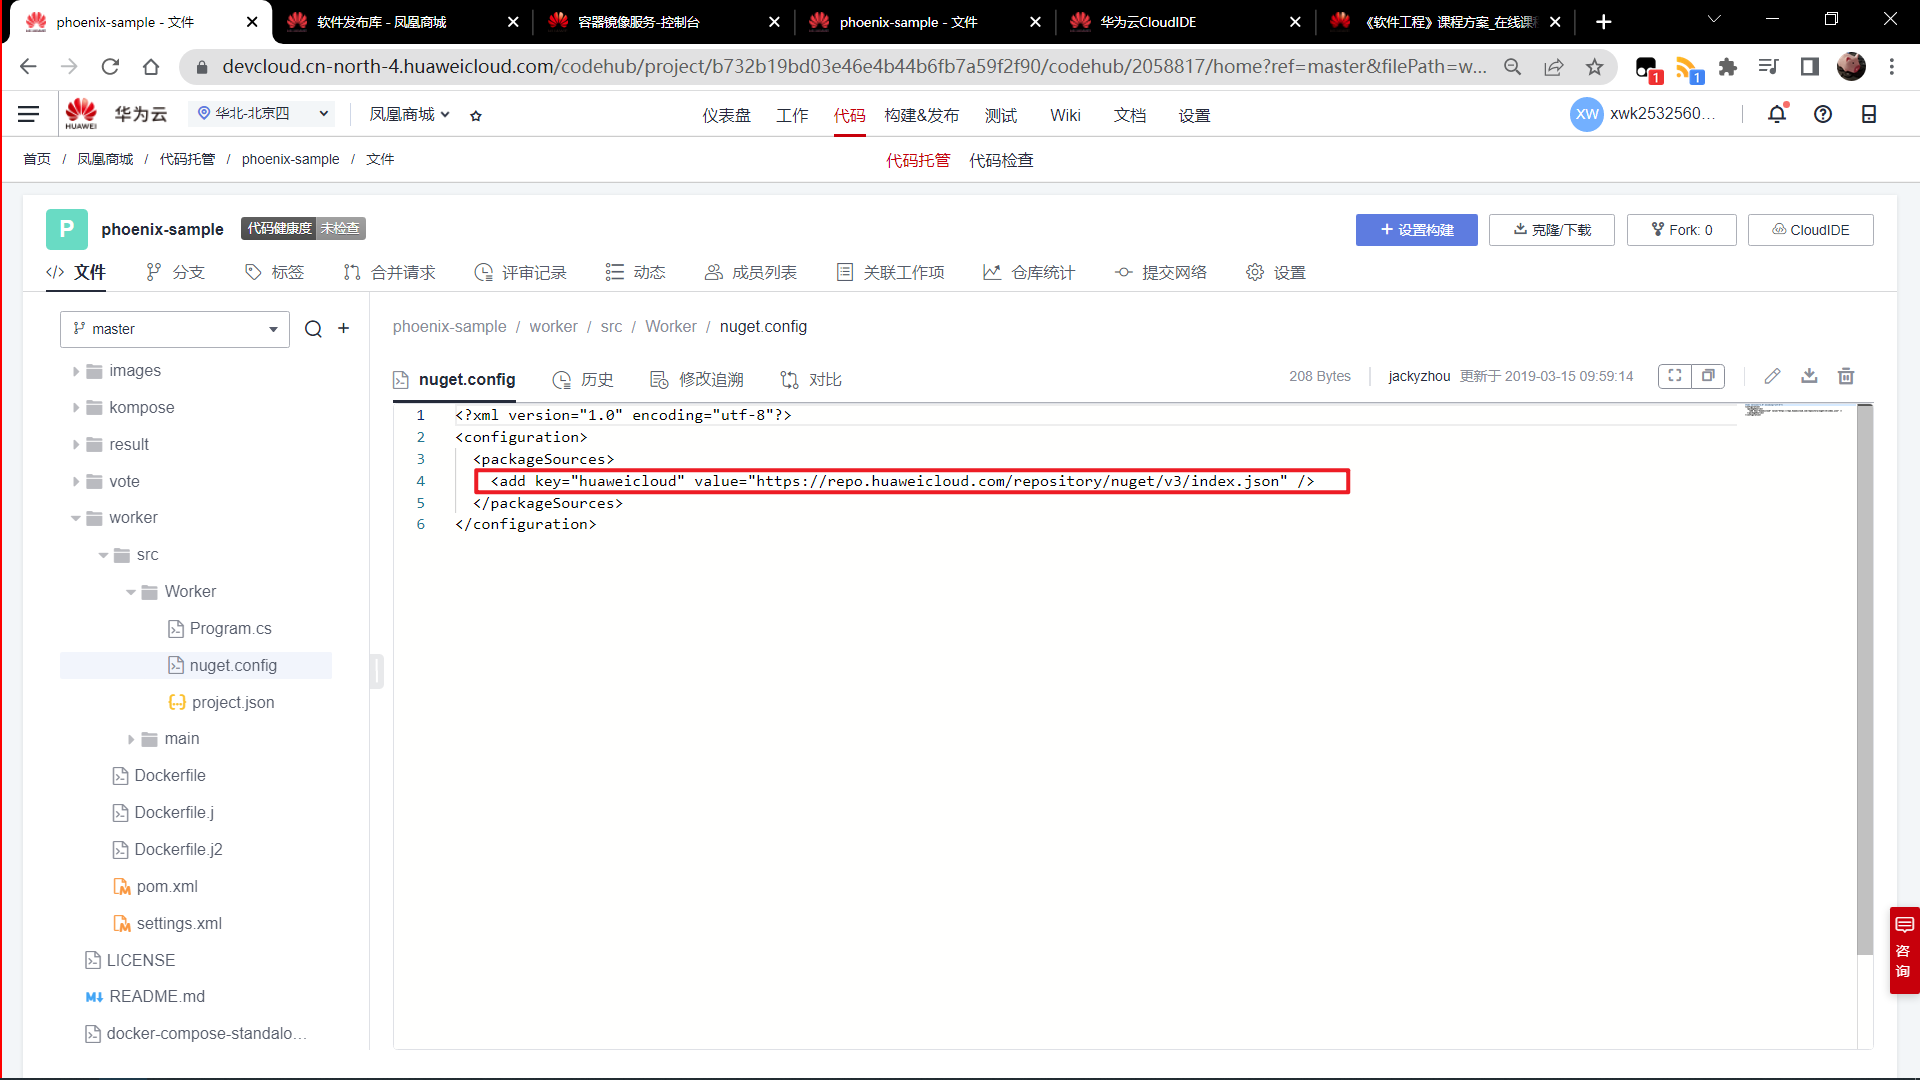 phoenix-sample - 文件
软件发布库 - 凤凰商城
容器镜像服务-控制台
phoenix-sample - 文件
华为云CloudIDE
《软件工程》课程方案_在线课
devcloud.cn-north-4.huaweicloud.com/codehub/project/b732b19bd03e46e4b44b6fb7a59f2f90/codehub/2058817/home?ref=master&filePath=w...
1
1
HUAWEI
华为云
华北-北京四
凤凰商城
仪表盘
工作
代码
构建&发布
测试
Wiki
文档
设置
XW
xwk2532560...
首页 / 凤凰商城 / 代码托管 / phoenix-sample / 文件
代码托管
代码检查
P
phoenix-sample
代码健康度 未检查
+ 设置构建
克隆/下载
Fork: 0
CloudIDE
文件
分支
标签
合并请求
评审记录
动态
成员列表
关联工作项
仓库统计
提交网络
设置
master
images
kompose
result
vote
worker
src
Worker
Program.cs
nuget.config
project.json
main
Dockerfile
Dockerfile.j
Dockerfile.j2
pom.xml
settings.xml
LICENSE
README.md
docker-compose-standalo...
phoenix-sample / worker / src / Worker / nuget.config
nuget.config
历史
修改追溯
对比
208 Bytes
jackyzhou 更新于 2019-03-15 09:59:14
1 <?xml version="1.0" encoding="utf-8"?>
2 <configuration>
3 <packageSources>
4 <add key="huaweicloud" value="https://repo.huaweicloud.com/repository/nuget/v3/index.json" />
5 </packageSources>
6 </configuration>
咨
询